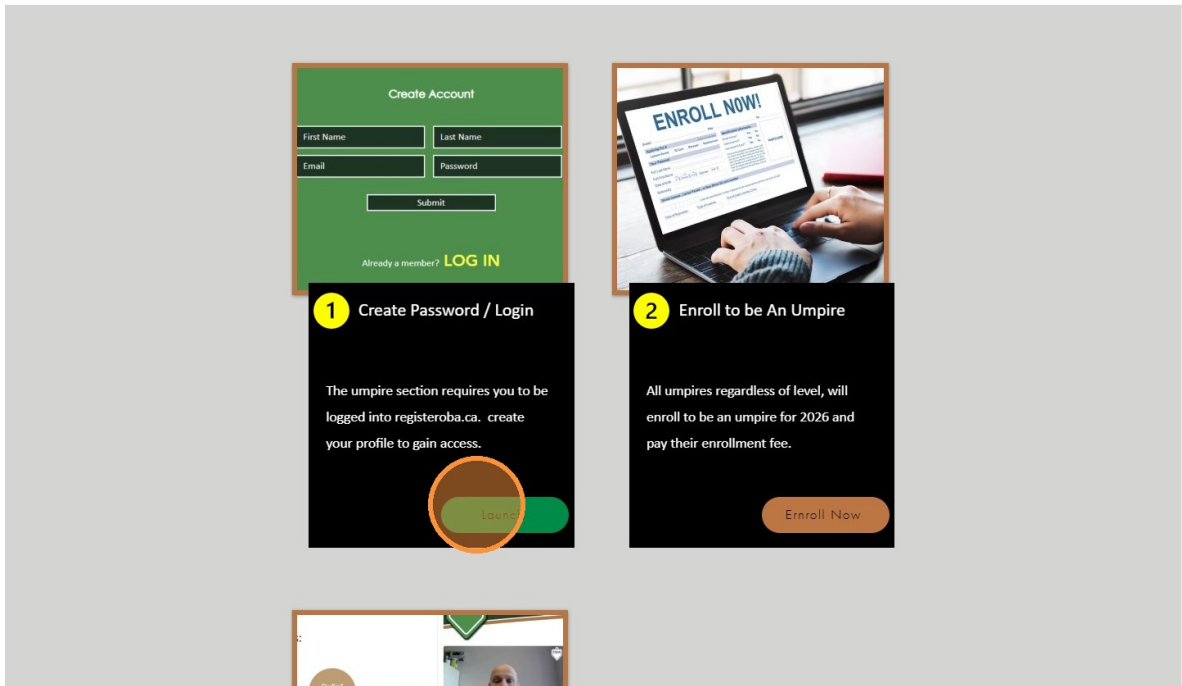 Create Account
First Name
Last Name
Email
Password
Submit
Already a member? LOG IN
ENROLL NOW!
1 Create Password / Login
The umpire section requires you to be
logged into registeroba.ca. create
your profile to gain access.
2 Enroll to be An Umpire
All umpires regardless of level, will
enroll to be an umpire for 2026 and
pay their enrollment fee.
Ernroll Now